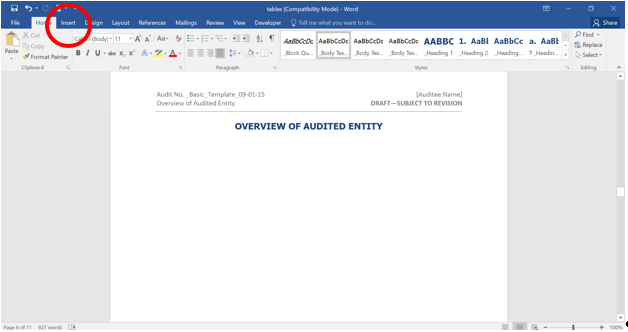 tables [Compatibility Mode] - Word
File Home Insert Design Layout References Mailings Review View Developer Tell me what you want to do... Share
Paste
Cut
Copy
Format Painter
Clipboard
11
Aa
B I U abc X₂ X²
Font
Paragraph
AaBbCcDc AaBbCcDc AaBbCcDc AaBbCcDc AABBC 1. AaBl AaBbCc a. AaBl
_Block Qu... _Body Tex... _Body Tex... _Body Tex... _Heading 1 _Heading 2 _Heading... _Headin...
Styles
Find
Replace
Select
Editing
Audit No. _Basic_Template_09-01-15 [Auditee Name]
Overview of Audited Entity DRAFT—SUBJECT TO REVISION
OVERVIEW OF AUDITED ENTITY
Page 6 of 11 927 words 100%